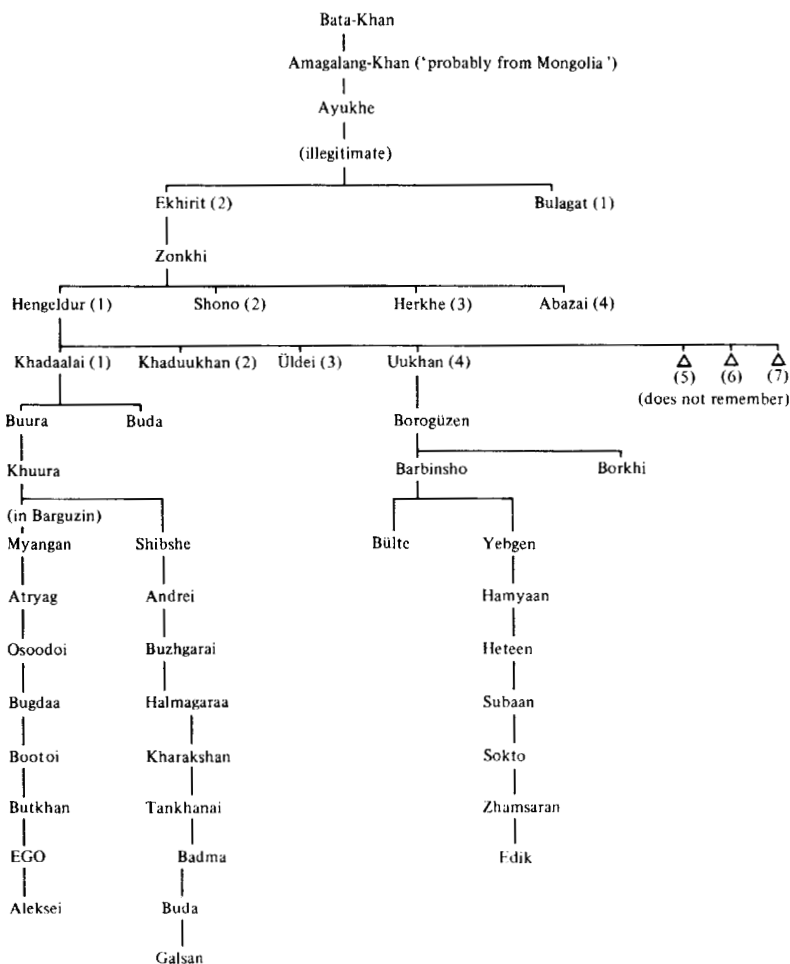 Bata-Khan
Amagalang-Khan ('probably from Mongolia')
Ayukhe
(illegitimate)
Ekhirit (2) Bulagat (1)
Zonkhi
Hengeldur (1) Shono (2) Herkhe (3) Abazai (4)
Khadaalai (1) Khaduukhan (2) Üldei (3) Uukhan (4) (5) (6) (7)
(does not remember)
Buura Buda Borogüzen
Khuura Barbinsho Borkhi
(in Barguzin)
Myangan Shibshe Bülte Yebgen
Atryag Andrei Hamyaan
Osoodoi Buzhgarai Heteen
Bugdaa Halmagaraa Subaan
Bootoi Kharakshan Sokto
Butkhan Tankhanai Zhamsaran
EGO Badma Edik
Aleksei Buda
Galsan